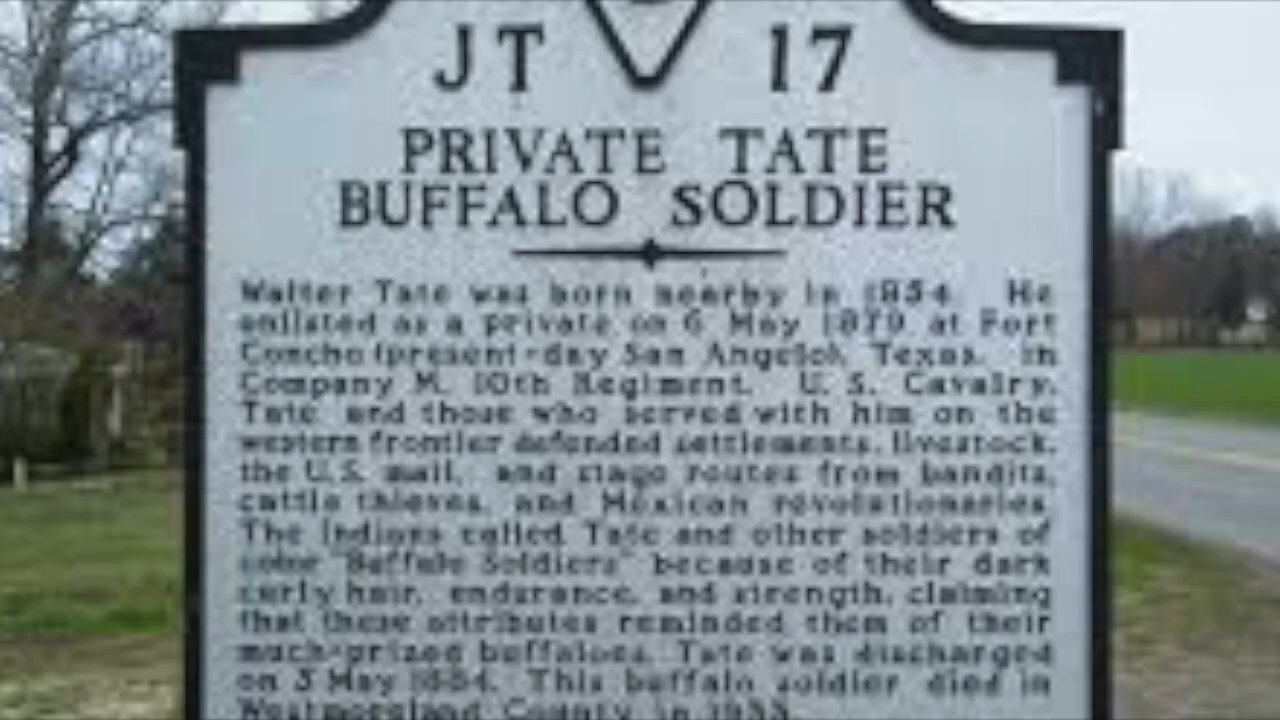 JT 17
PRIVATE TATE
BUFFALO SOLDIER
Walter Tate was born nearby in 1854. He
enlisted as a private on 6 May 1879 at Fort
Concho (present-day San Angelo), Texas, in
Company M, 10th Regiment, U. S. Cavalry.
Tate and those who served with him on the
western frontier defended settlements, livestock,
the U.S. mail, and stage routes from bandits,
cattle thieves, and Mexican revolutionaries.
The Indians called Tate and other soldiers of
color "Buffalo Soldiers" because of their dark
curly hair, endurance, and strength, claiming
that these attributes reminded them of their
much-prized buffaloes. Tate was discharged
on 5 May 1884. This buffalo soldier died in
Westmoreland County in